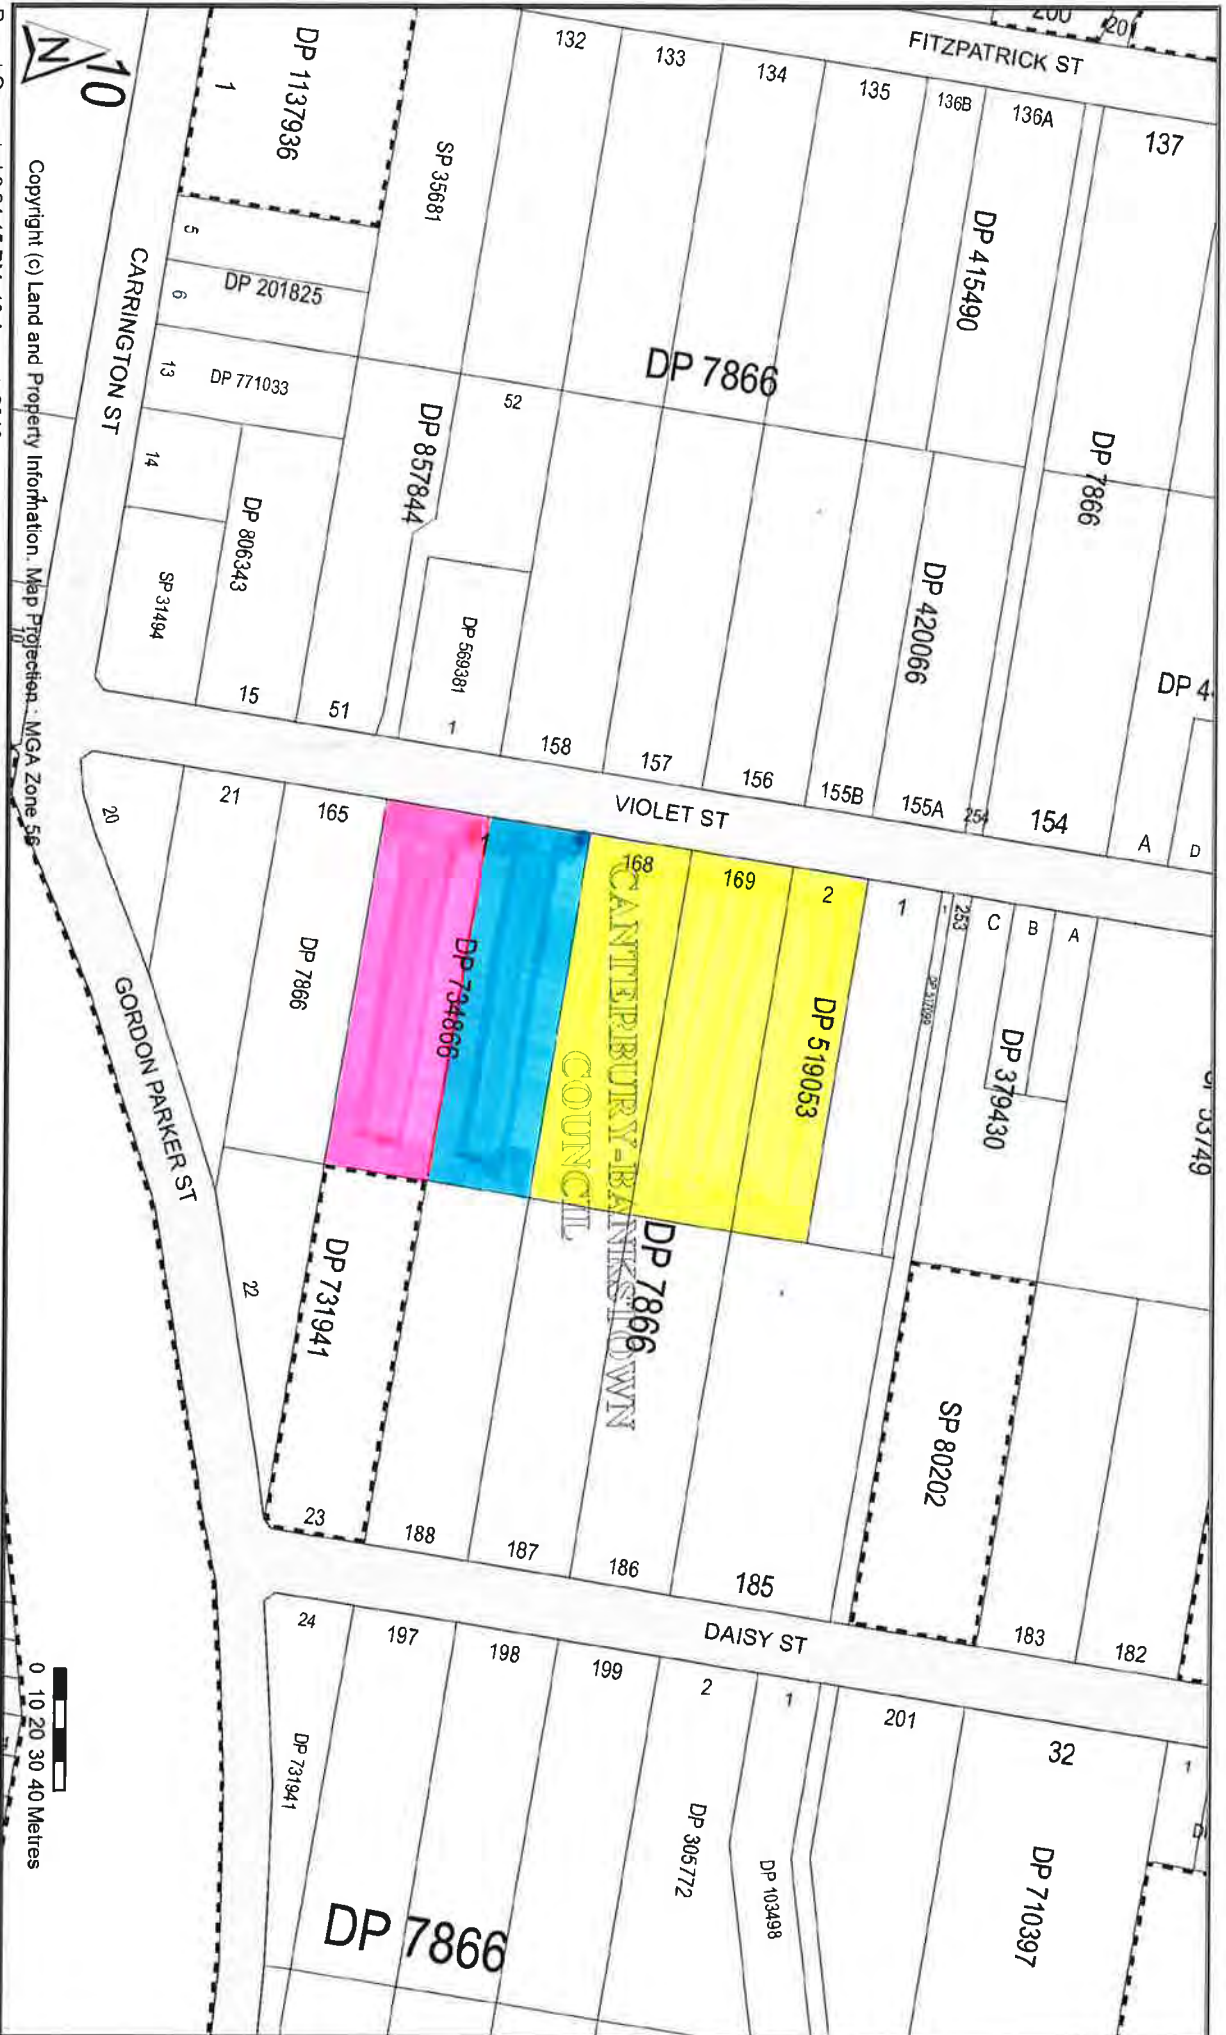 FITZPATRICK ST
132
133
134
135
136B
136A
137
DP 1137936
1
SP 35681
DP 415490
DP 7866
DP 7866
5
6
DP 201825
13
DP 771033
CARRINGTON ST
14
DP 806343
SP 31494
DP 857844
52
DP 569381
1
DP 420066
DP 4
15
51
158
157
156
155B
155A
254
154
A
D
VIOLET ST
20
21
165
1
168
169
2
1
1
253
C
B
A
DP 7866
DP 734866
DP 519053
DP 379430
53749
CANTERBURY-BANKSTOWN
COUNCIL
GORDON PARKER ST
22
DP 731941
DP 7866
SP 80202
23
188
187
186
185
183
182
DAISY ST
24
197
198
199
2
1
201
32
1
DP 731941
DP 305772
DP 103498
DP 710397
DP 7866
N
10
Copyright (c) Land and Property Information. Map Projection : MGA Zone 56
0 10 20 30 40 Metres